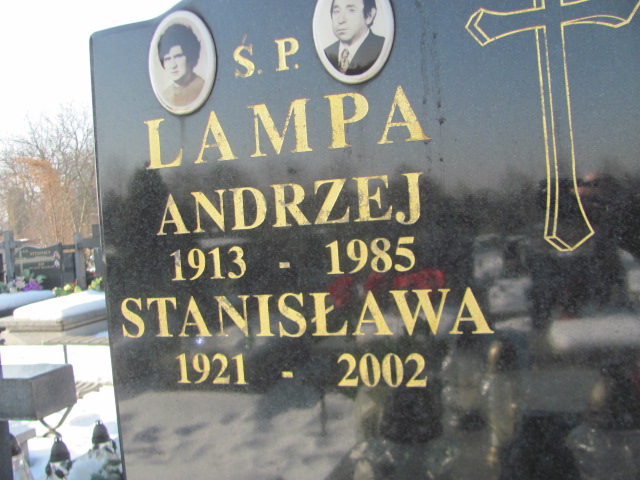 Ś. P.
LAMPA
ANDRZEJ
1913 - 1985
STANISŁAWA
1921 - 2002